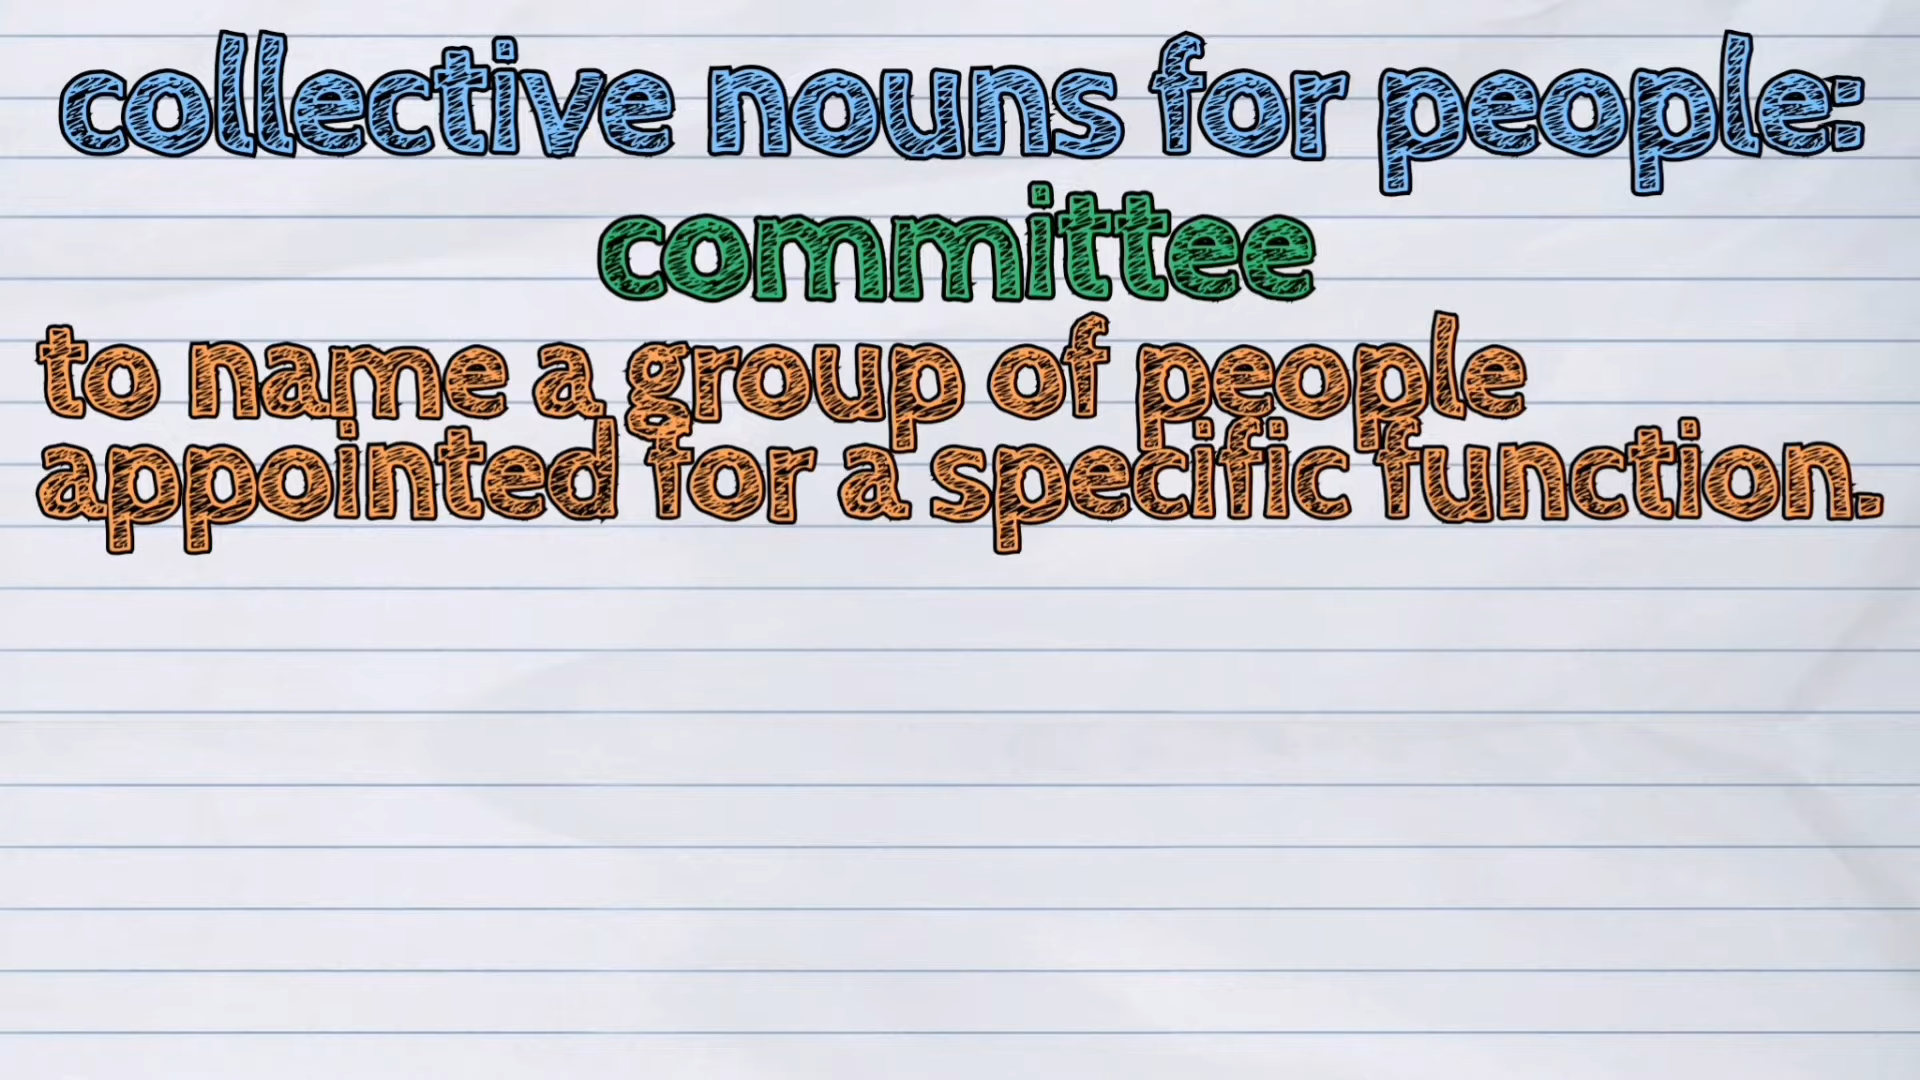 collective nouns for people:
committee
to name a group of people
appointed for a specific function.